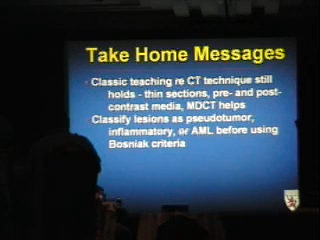 Take Home Messages
Classic teaching re CT technique still
holds - thin sections, pre- and post-
contrast media, MDCT helps
Classify lesions as pseudotumor,
inflammatory, or AML before using
Bosniak criteria